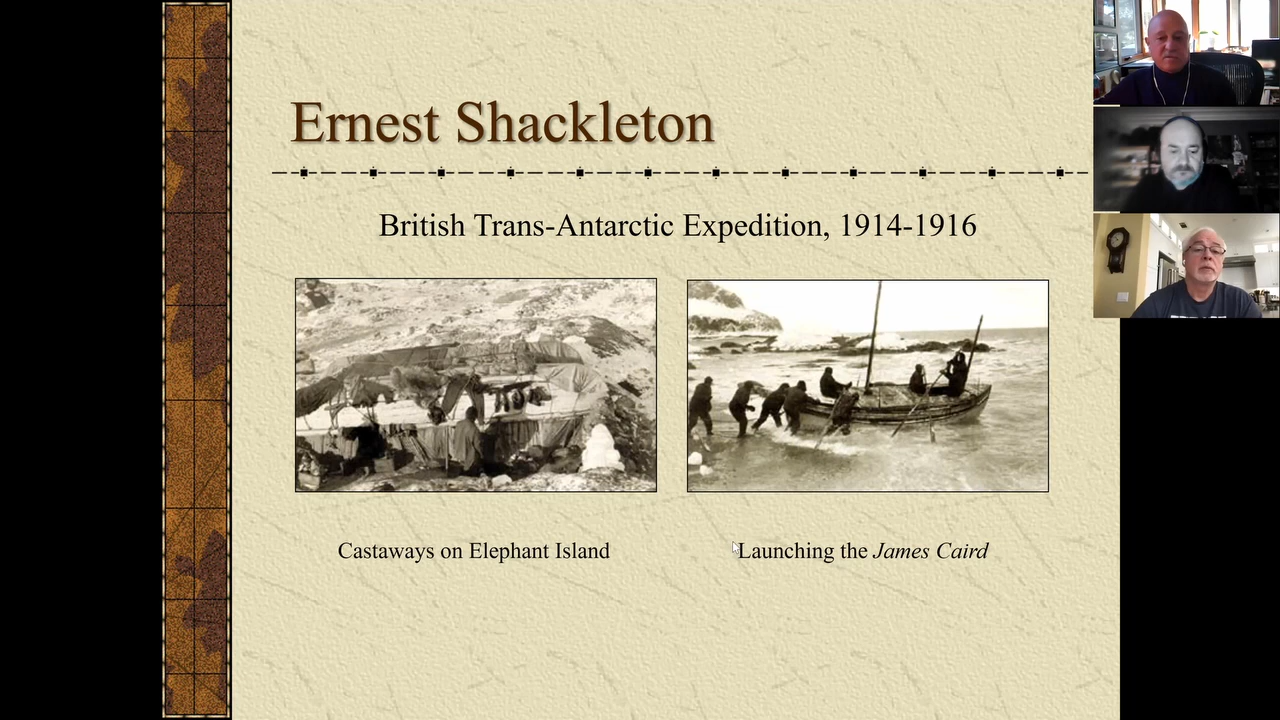 Ernest Shackleton
British Trans-Antarctic Expedition, 1914-1916
Castaways on Elephant Island
Launching the James Caird